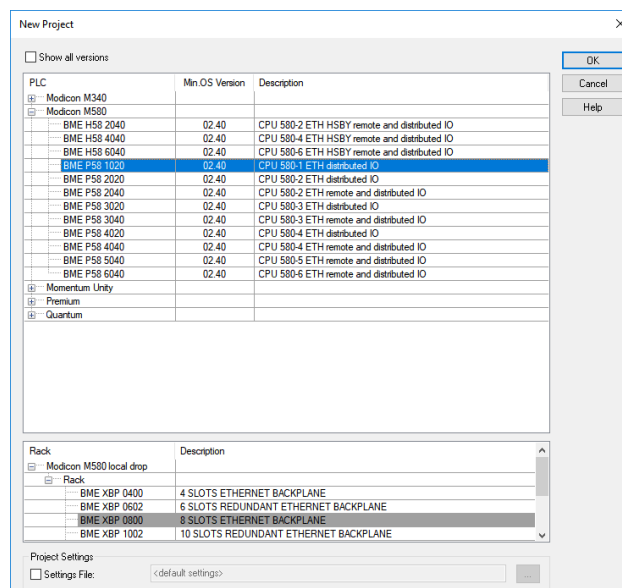 New Project
Show all versions
OK
Cancel
Help
PLC Min.OS Version Description
Modicon M340
Modicon M580
BME H58 2040 02.40 CPU 580-2 ETH HSBY remote and distributed IO
BME H58 4040 02.40 CPU 580-4 ETH HSBY remote and distributed IO
BME H58 6040 02.40 CPU 580-6 ETH HSBY remote and distributed IO
BME P58 1020 02.40 CPU 580-1 ETH distributed IO
BME P58 2020 02.40 CPU 580-2 ETH distributed IO
BME P58 2040 02.40 CPU 580-2 ETH remote and distributed IO
BME P58 3020 02.40 CPU 580-3 ETH distributed IO
BME P58 3040 02.40 CPU 580-3 ETH remote and distributed IO
BME P58 4020 02.40 CPU 580-4 ETH distributed IO
BME P58 4040 02.40 CPU 580-4 ETH remote and distributed IO
BME P58 5040 02.40 CPU 580-5 ETH remote and distributed IO
BME P58 6040 02.40 CPU 580-6 ETH remote and distributed IO
Momentum Unity
Premium
Quantum
Rack Description
Modicon M580 local drop
Rack
BME XBP 0400 4 SLOTS ETHERNET BACKPLANE
BME XBP 0602 6 SLOTS REDUNDANT ETHERNET BACKPLANE
BME XBP 0800 8 SLOTS ETHERNET BACKPLANE
BME XBP 1002 10 SLOTS REDUNDANT ETHERNET BACKPLANE
Project Settings
Settings File: <default settings> ...